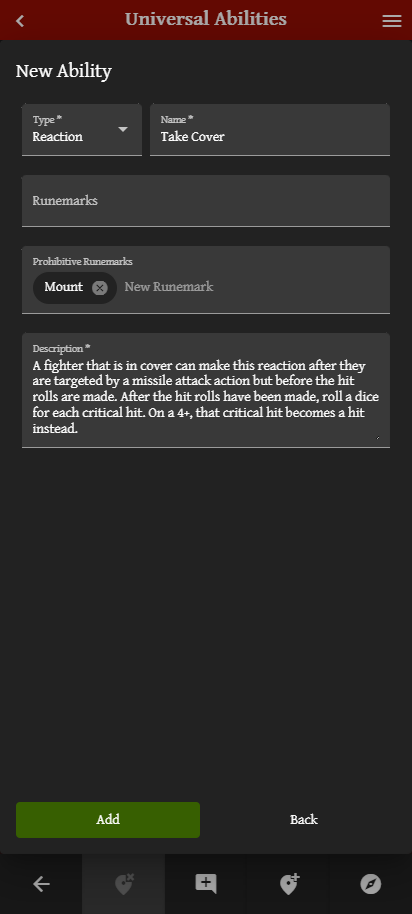 Universal Abilities
New Ability
Type *
Reaction
Name *
Take Cover
Runemarks
Prohibitive Runemarks
Mount
New Runemark
Description *
A fighter that is in cover can make this reaction after they
are targeted by a missile attack action but before the hit
rolls are made. After the hit rolls have been made, roll a dice
for each critical hit. On a 4+, that critical hit becomes a hit
instead.
Add
Back